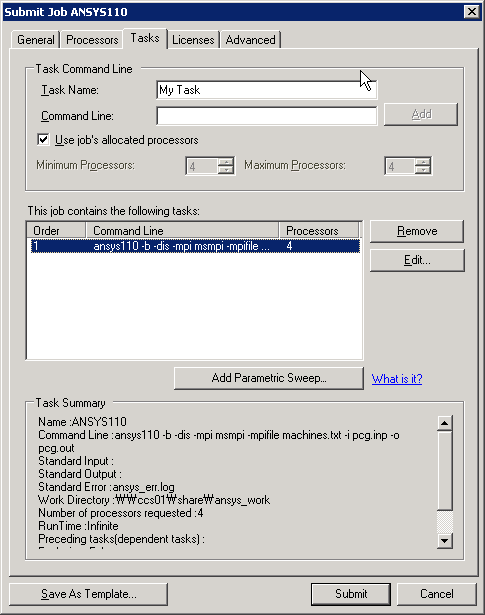 Submit Job ANSYS110
General Processors Tasks Licenses Advanced
Task Command Line
Task Name: My Task
Command Line: Add
Use job's allocated processors
Minimum Processors: 4 Maximum Processors: 4
This job contains the following tasks:
Order Command Line Processors
1 ansys110 -b -dis -mpi msmpi -mpifile ... 4
Remove
Edit...
Add Parametric Sweep... What is it?
Task Summary
Name :ANSYS110
Command Line :ansys110 -b -dis -mpi msmpi -mpifile machines.txt -i pcg.inp -o
pcg.out
Standard Input :
Standard Output :
Standard Error :ansys_err.log
Work Directory :₩₩ccs01₩share₩ansys_work
Number of processors requested :4
RunTime :Infinite
Preceding tasks(dependent tasks) :
Save As Template... Submit Cancel